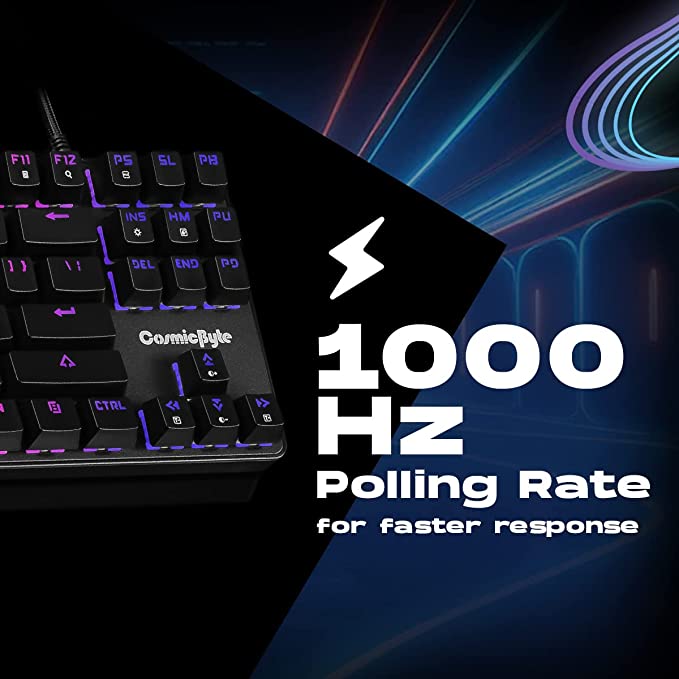 F11 F12 PS SL PB
INS HM PU
} ] \ |
DEL END PD
CosmicByte
CTRL
1000
Hz
Polling Rate
for faster response